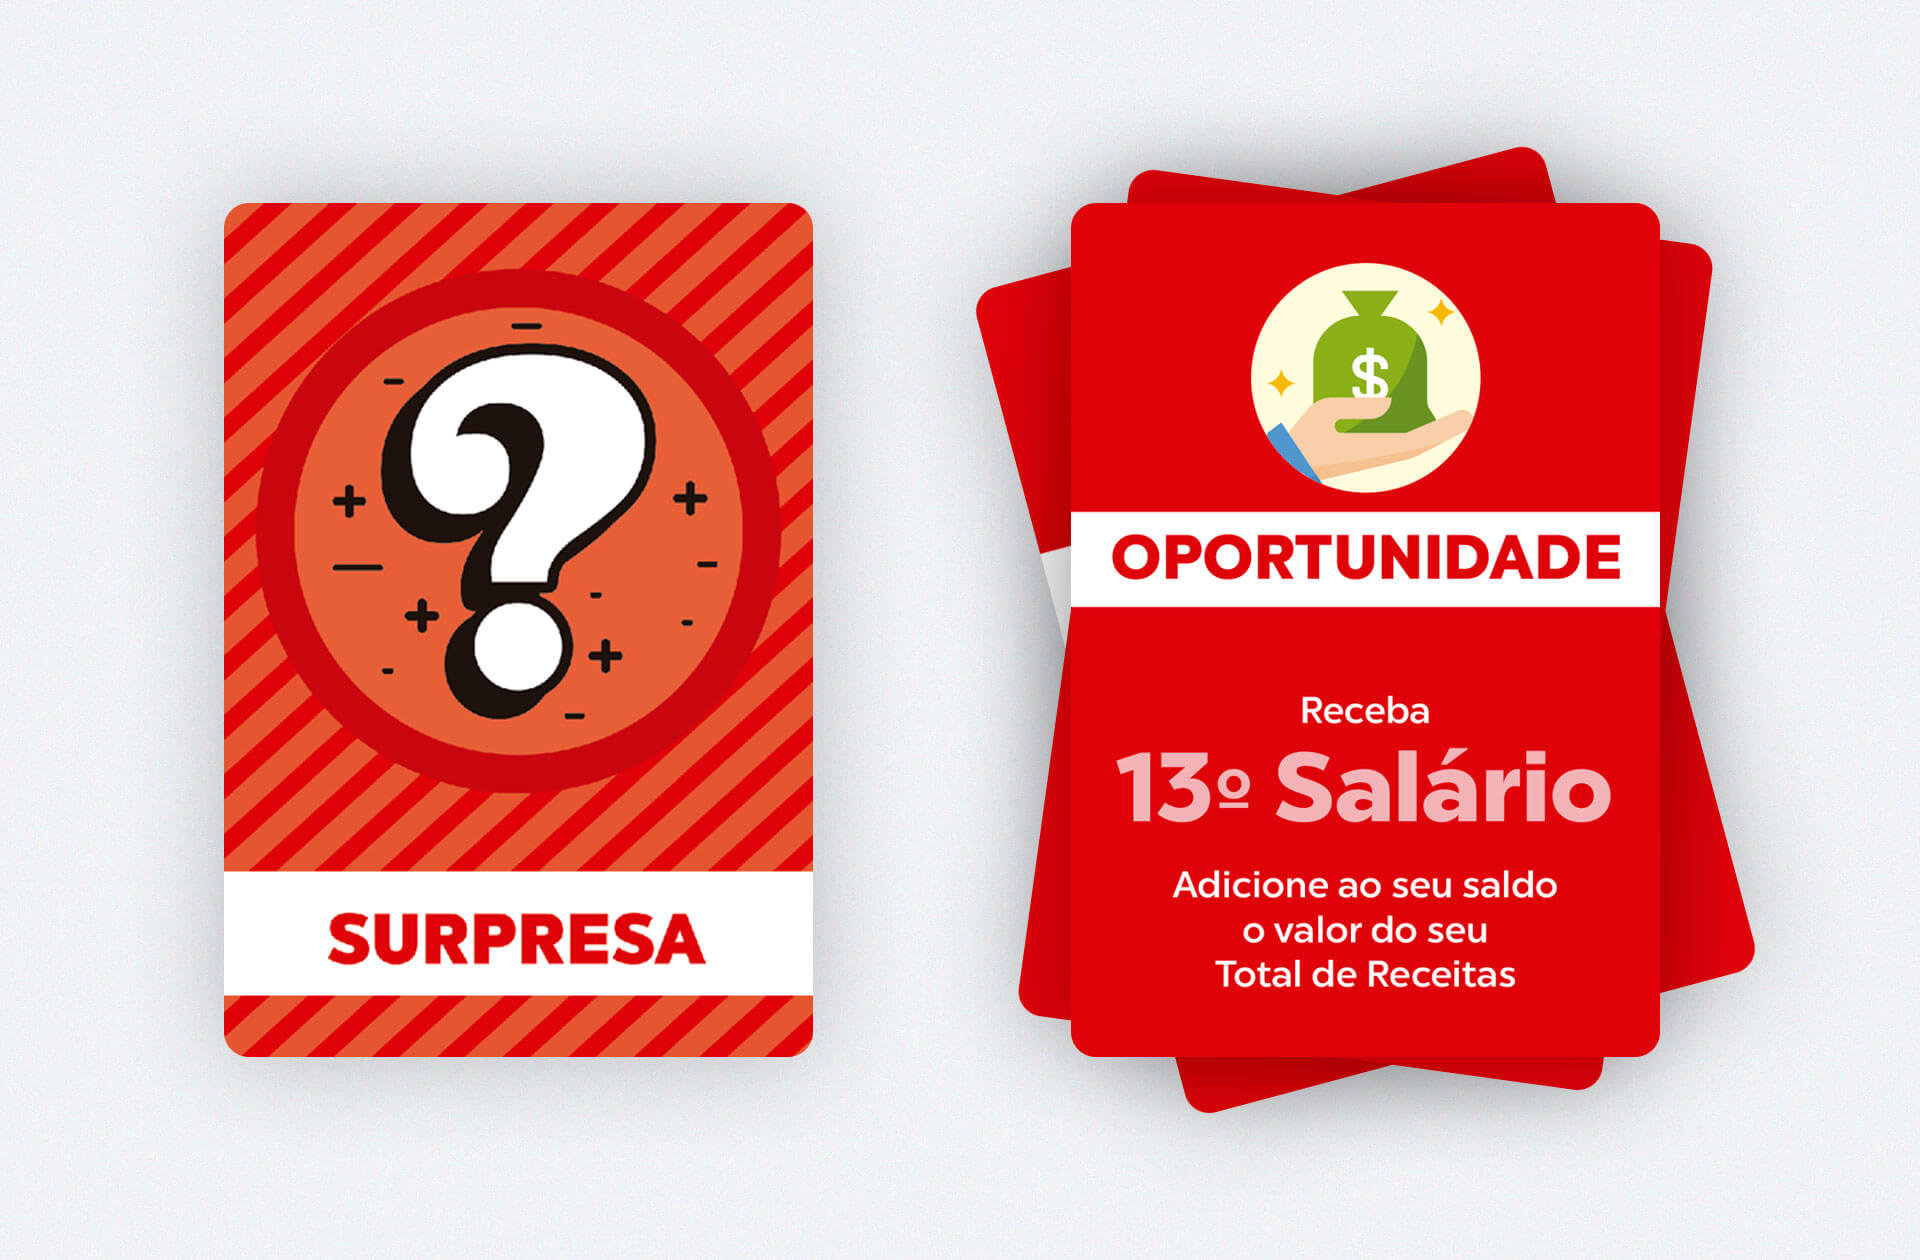 ?
SURPRESA
$
OPORTUNIDADE
Receba
13º Salário
Adicione ao seu saldo
o valor do seu
Total de Receitas